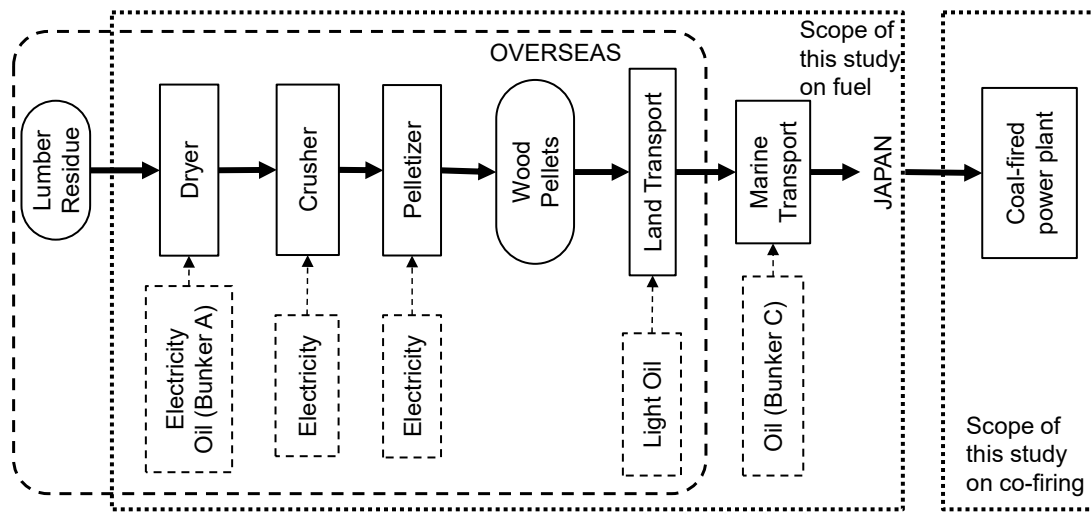 OVERSEAS
Scope of
this study
on fuel
Lumber
Residue
Dryer
Crusher
Pelletizer
Wood
Pellets
Land Transport
Marine
Transport
JAPAN
Coal-fired
power plant
Electricity
Oil (Bunker A)
Electricity
Electricity
Light Oil
Oil (Bunker C)
Scope of
this study
on co-firing